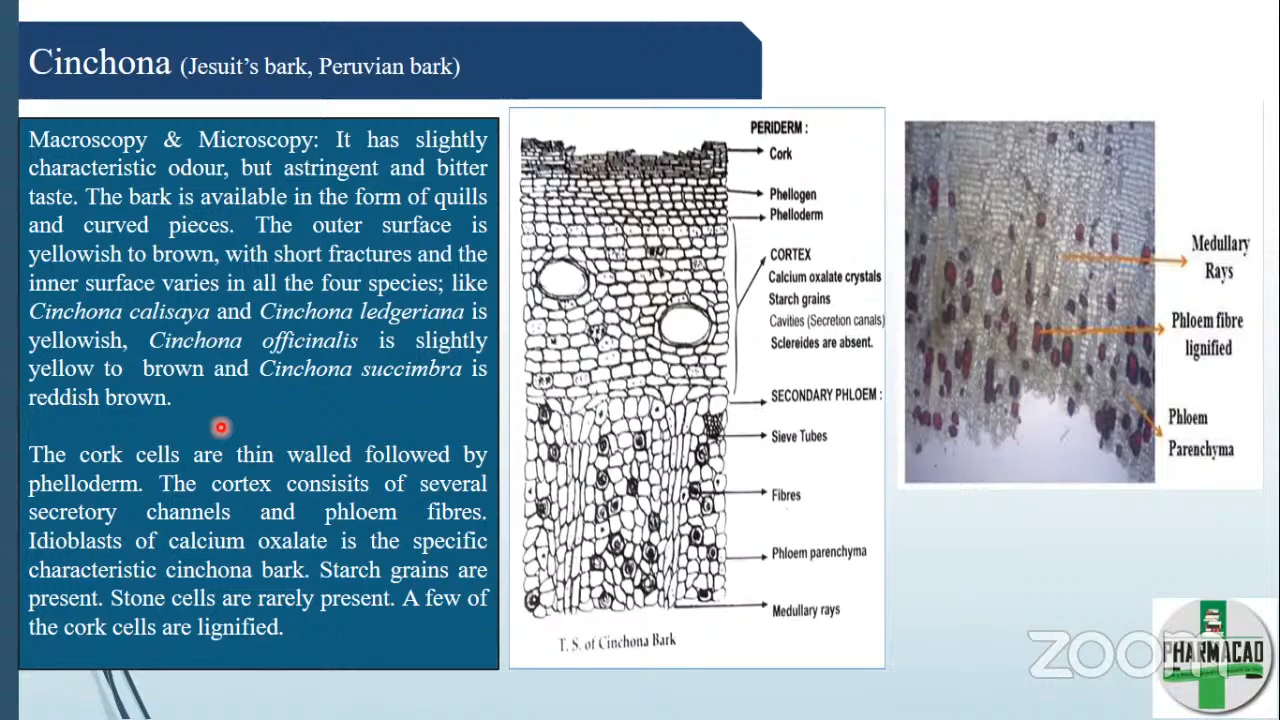 Cinchona (Jesuit's bark, Peruvian bark)
Macroscopy & Microscopy: It has slightly
characteristic odour, but astringent and bitter
taste. The bark is available in the form of quills
and curved pieces. The outer surface is
yellowish to brown, with short fractures and the
inner surface varies in all the four species; like
Cinchona calisaya and Cinchona ledgeriana is
yellowish, Cinchona officinalis is slightly
yellow to brown and Cinchona succimbra is
reddish brown.
The cork cells are thin walled followed by
phelloderm. The cortex consists of several
secretory channels and phloem fibres.
Idioblasts of calcium oxalate is the specific
characteristic cinchona bark. Starch grains are
present. Stone cells are rarely present. A few of
the cork cells are lignified.
PERIDERM :
Cork
Phellogen
Phelloderm
CORTEX
Calcium oxalate crystals
Starch grains
Cavities (Secretion canals)
Sclereides are absent.
SECONDARY PHLOEM :
Sieve Tubes
Fibres
Phloem parenchyma
Medullary rays
T. S. of Cinchona Bark
Medullary
Rays
Phloem fibre
lignified
Phloem
Parenchyma
zoom
PHARMACAD